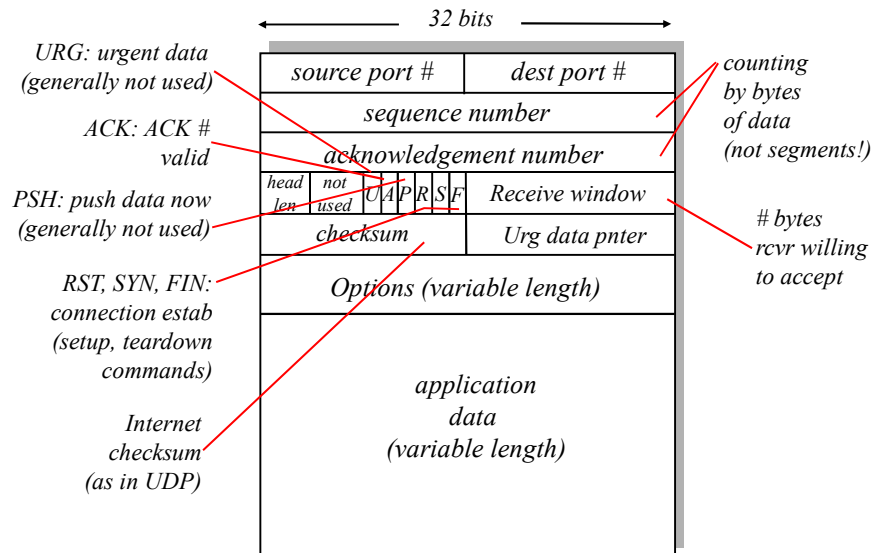 32 bits
URG: urgent data
(generally not used)
ACK: ACK #
valid
PSH: push data now
(generally not used)
RST, SYN, FIN:
connection estab
(setup, teardown
commands)
Internet
checksum
(as in UDP)
source port #
dest port #
sequence number
acknowledgement number
head
len
not
used
U A P R S F
Receive window
checksum
Urg data pnter
Options (variable length)
application
data
(variable length)
counting
by bytes
of data
(not segments!)
# bytes
rcvr willing
to accept